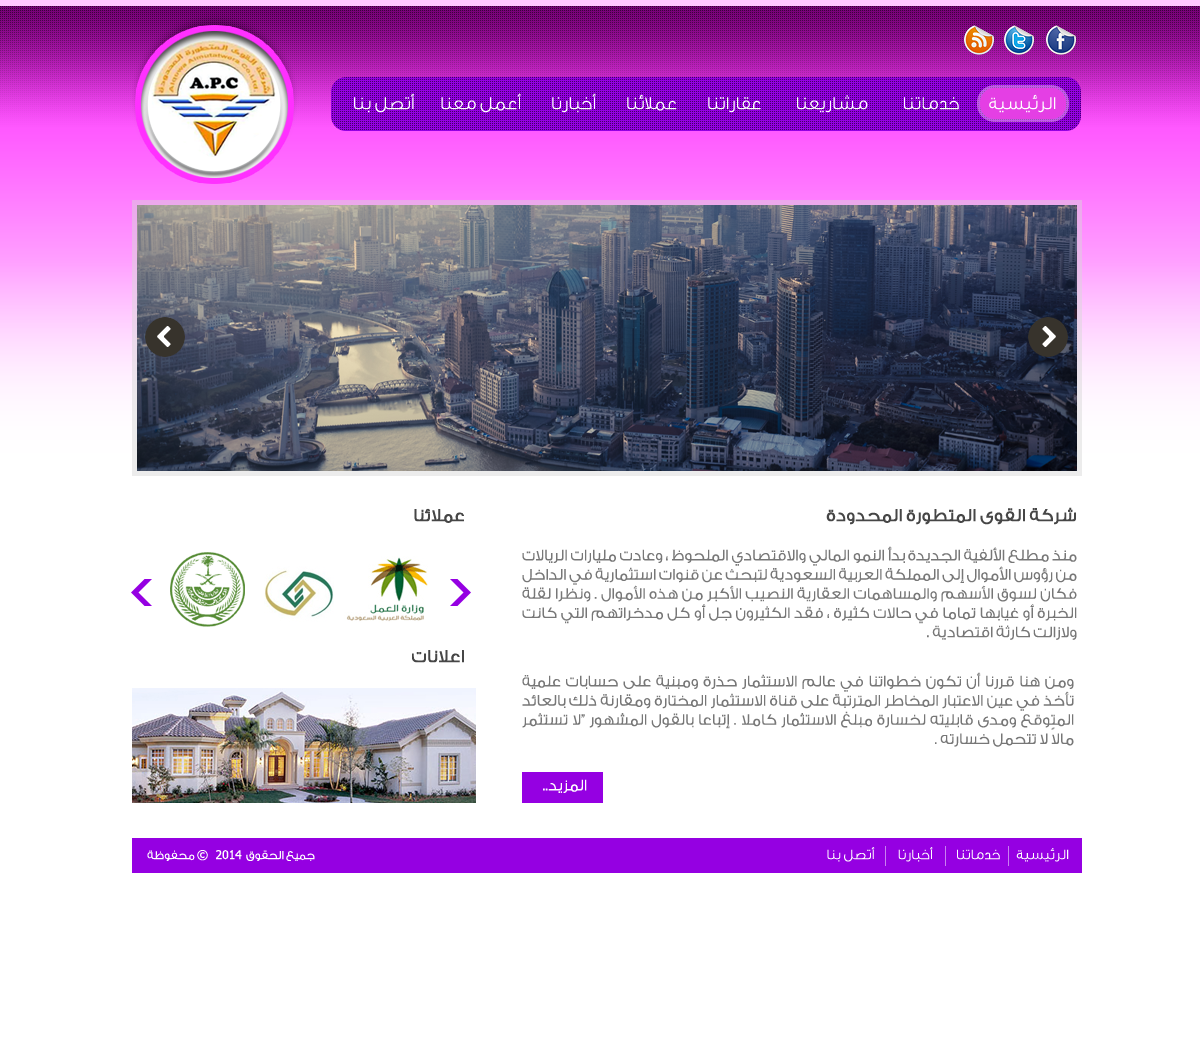 شركة القوى المتطورة المحدودة
A.P.C
الرئيسية
خدماتنا
مشاريعنا
عقاراتنا
عملائنا
أخبارنا
أعمل معنا
أتصل بنا
شركة القوى المتطورة المحدودة
منذ مطلع الألفية الجديدة بدأ النمو المالي والاقتصادي الملحوظ ، وعادت مليارات الريالات
من رؤوس الأموال إلى المملكة العربية السعودية لتبحث عن قنوات استثمارية في الداخل
فكان لسوق الأسهم والمساهمات العقارية النصيب الأكبر من هذه الأموال . ونظرا لقلة
الخبرة أو غيابها تماما في حالات كثيرة ، فقد الكثيرون جل أو كل مدخراتهم التي كانت
ولازالت كارثة اقتصادية .
ومن هنا قررنا أن تكون خطواتنا في عالم الاستثمار حذرة ومبنية على حسابات علمية
تأخذ في عين الاعتبار المخاطر المترتبة على قناة الاستثمار المختارة ومقارنة ذلك بالعائد
المتوقع ومدى قابليته لخسارة مبلغ الاستثمار كاملا . إتباعا بالقول المشهور "لا تستثمر
مالا لا تتحمل خسارته .
المزيد..
عملائنا
وزارة العمل
المملكة العربية السعودية
اعلانات
الرئيسية
خدماتنا
أخبارنا
أتصل بنا
جميع الحقوق 2014 © محفوظة